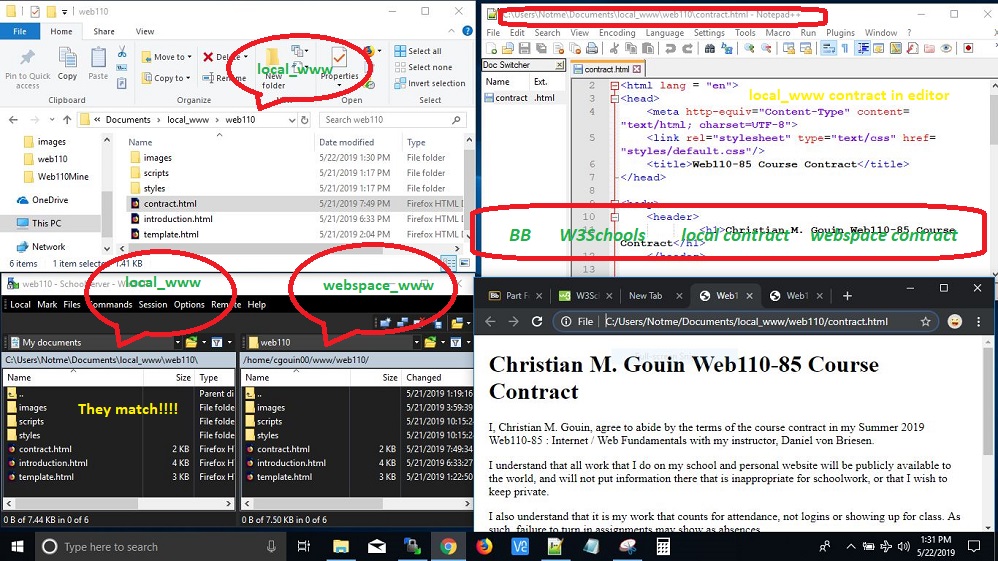 web110
File
Home
Share
View
Pin to Quick access
Copy
Paste
Move to
Copy to
Delete
Rename
New folder
Properties
Select all
Select none
Invert selection
Clipboard
Organize
Open
Select
local_www
« Documents > local_www > web110
Search web110
images
web110
Web110Mine
OneDrive
This PC
Network
Name
Date
Type
images 5/22/2019 1:30 PM File folder
scripts 5/21/2019 1:17 PM File folder
styles 5/21/2019 1:17 PM File folder
contract.html 5/21/2019 7:49 PM Firefox HTML
introduction.html 5/21/2019 6:33 PM Firefox HTML
template.html 5/21/2019 2:04 PM Firefox HTML
6 items 1 item selected 1.41 KB
C:\Users\Notme\Documents\local_www\web110\contract.html - Notepad++
File Edit Search View Encoding Language Settings Tools Macro Run Plugins Window ?
Doc Switcher
Name Ext.
contract .html
contract.html
local_www contract in editor
2 <html lang = "en">
3 <head>
4 <meta http-equiv="Content-Type" content=
"text/html; charset=UTF-8">
5 <link rel="stylesheet" type="text/css" href=
"styles/default.css"/>
6 <title>Web110-85 Course Contract</title>
7 </head>
8
9 <body>
10 <header>
<h1>Christian M. Gouin Web110-85 Course
Contract</h1>
12 </header>
13
BB W3Schools local contract webspace contract
web110 - SchoolServer - W
Local Mark Files Commands Session Options Remote Help
local_www
webspace_www
My documents
C:\Users\Notme\Documents\local_www\web110\
Name Size Type
.. Parent di
images File folde
scripts File folde
styles File folde
contract.html 2 KB Firefox H
introduction.html 4 KB Firefox H
template.html 3 KB Firefox H
They match!!!!
0 B of 7.44 KB in 0 of 6
web110
/home/cgouin00/www/web110/
Name Size Changed
.. 5/21/2019 1:19:16
images 5/21/2019 3:59:39
scripts 5/21/2019 10:15:2
styles 5/21/2019 10:15:2
contract.html 2 KB 5/21/2019 7:49:34
introduction.html 4 KB 5/21/2019 6:33:27
template.html 3 KB 5/21/2019 1:22:50
0 B of 7.50 KB in 0 of 6
Bb Part F
W3Sc
New Tab
Web1
Web1
File | C:/Users/Notme/Documents/local_www/web110/contract.html
Christian M. Gouin Web110-85 Course
Contract
I, Christian M. Gouin, agree to abide by the terms of the course contract in my Summer 2019
Web110-85 : Internet / Web Fundamentals with my instructor, Daniel von Briesen.
I understand that all work that I do on my school and personal website will be publicly available to
the world, and will not put information there that is inappropriate for schoolwork, or that I wish to
keep private.
I also understand that it is my work that counts for attendance, not logins or showing up for class. As
such, failure to turn in assignments may show as absences.
Type here to search
1:31 PM
5/22/2019